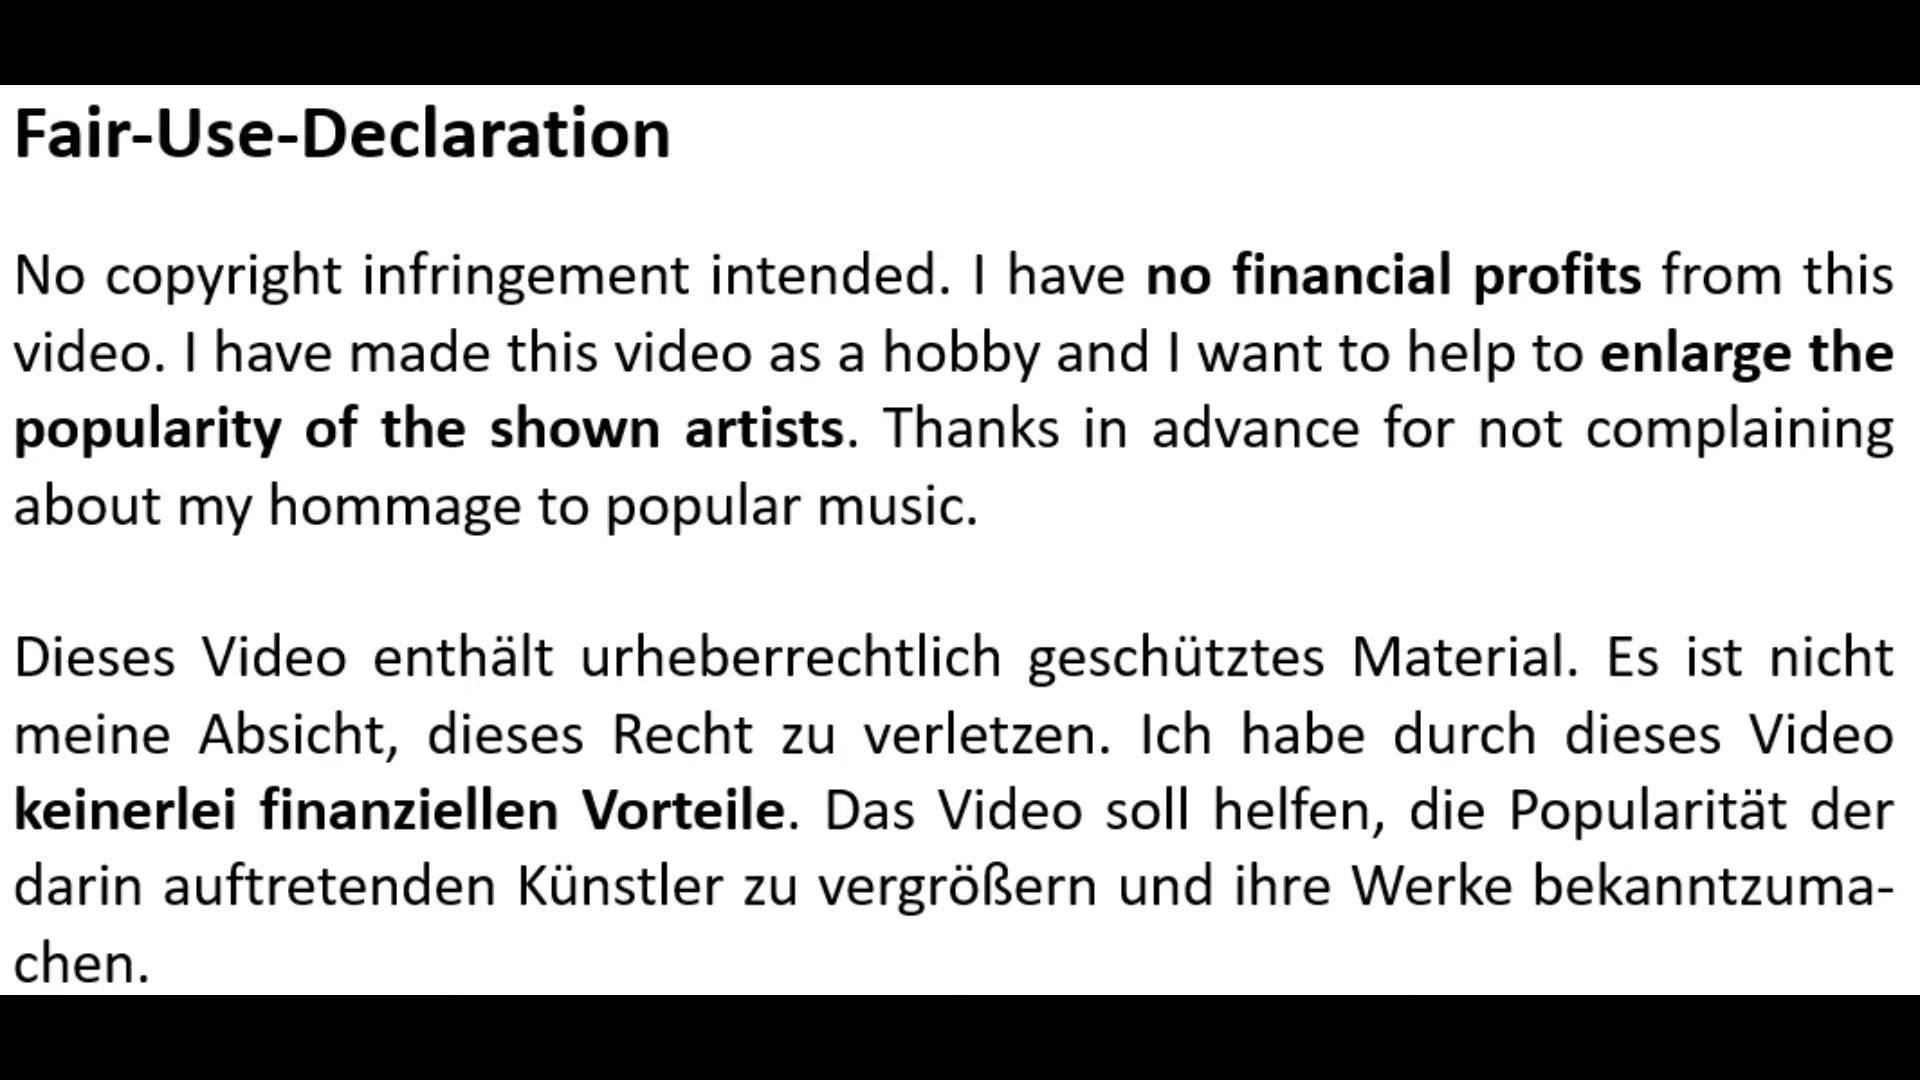 Fair-Use-Declaration
No copyright infringement intended. I have no financial profits from this
video. I have made this video as a hobby and I want to help to enlarge the
popularity of the shown artists. Thanks in advance for not complaining
about my hommage to popular music.
Dieses Video enthält urheberrechtlich geschütztes Material. Es ist nicht
meine Absicht, dieses Recht zu verletzen. Ich habe durch dieses Video
keinerlei finanziellen Vorteile. Das Video soll helfen, die Popularität der
darin auftretenden Künstler zu vergrößern und ihre Werke bekanntzuma-
chen.